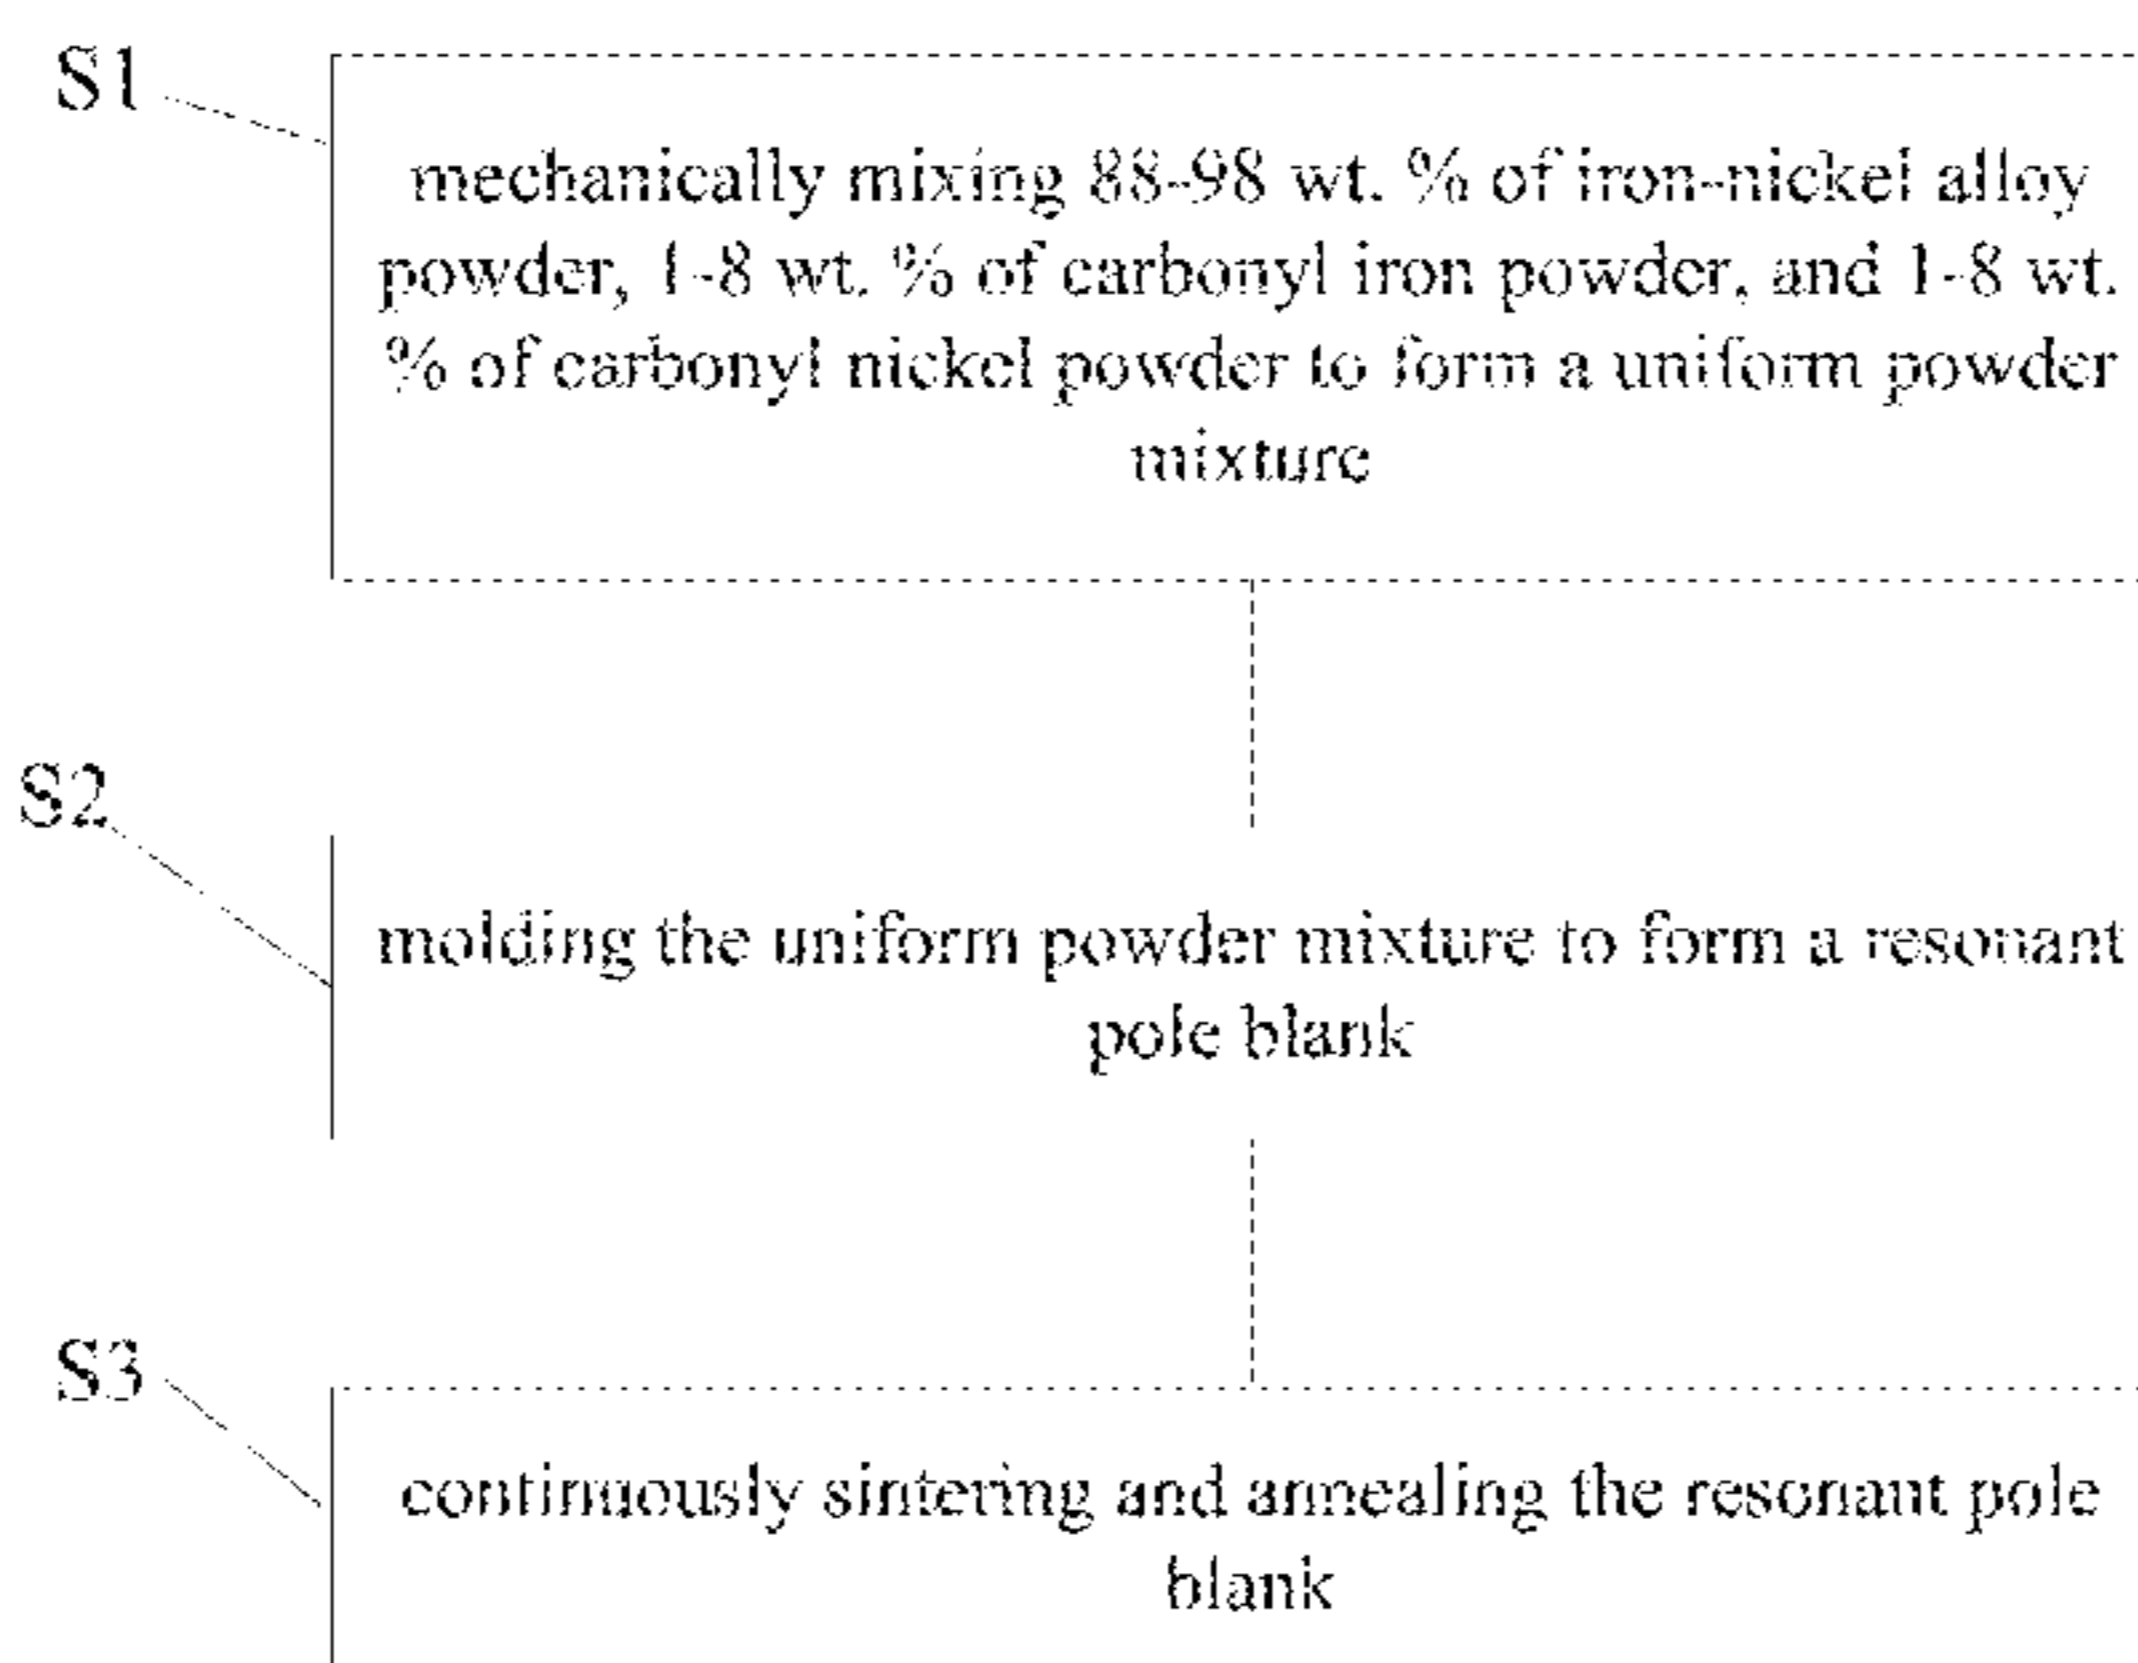 S1
mechanically mixing 88-98 wt. % of iron-nickel alloy
powder, 1-8 wt. % of carbonyl iron powder, and 1-8 wt.
% of carbonyl nickel powder to form a uniform powder
mixture
S2
molding the uniform powder mixture to form a resonant
pole blank
S3
continuously sintering and annealing the resonant pole
blank